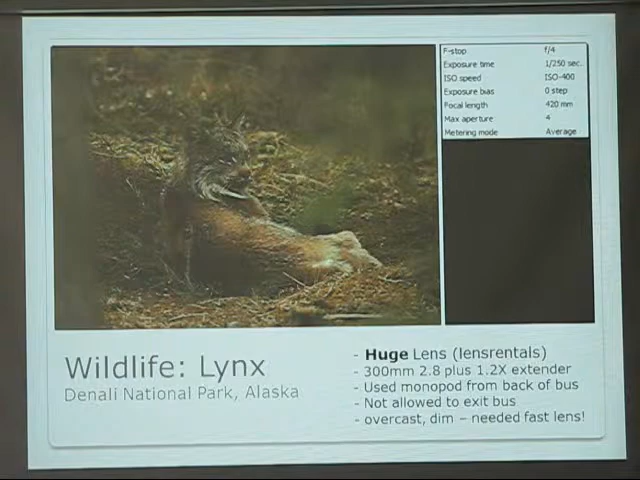 F-stop f/4
Exposure time 1/250 sec.
ISO speed ISO-400
Exposure bias 0 step
Focal length 420 mm
Max aperture 4
Metering mode Average
Wildlife: Lynx
Denali National Park, Alaska
- Huge Lens (lensrentals)
- 300mm 2.8 plus 1.2X extender
- Used monopod from back of bus
- Not allowed to exit bus
- overcast, dim – needed fast lens!